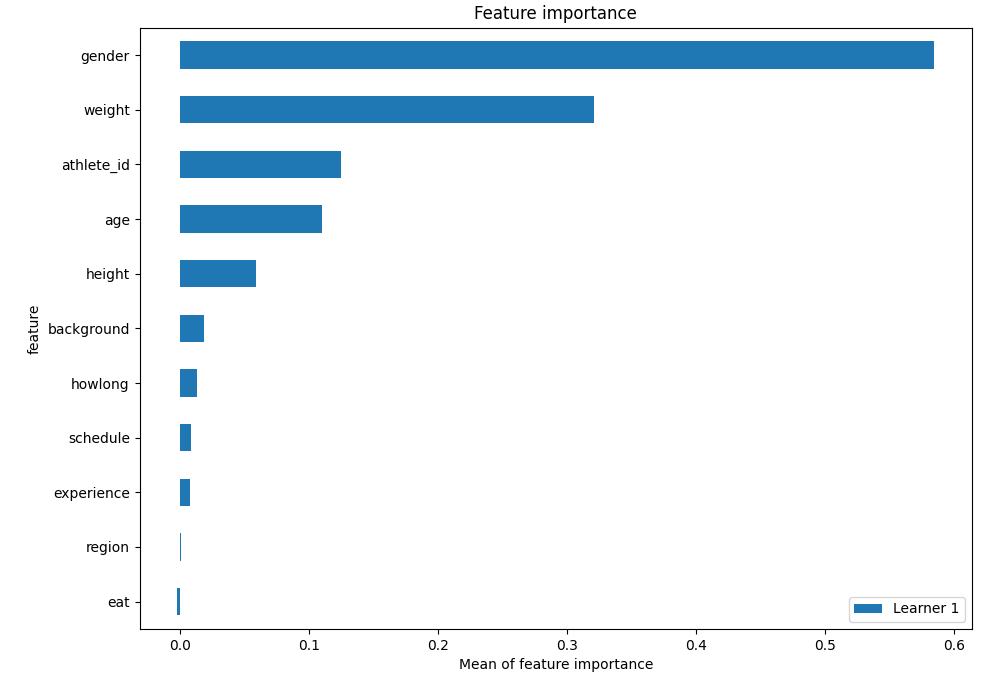 Feature importance
gender
weight
athlete_id
age
height
background
howlong
schedule
experience
region
eat
feature
Learner 1
0.0 0.1 0.2 0.3 0.4 0.5 0.6
Mean of feature importance